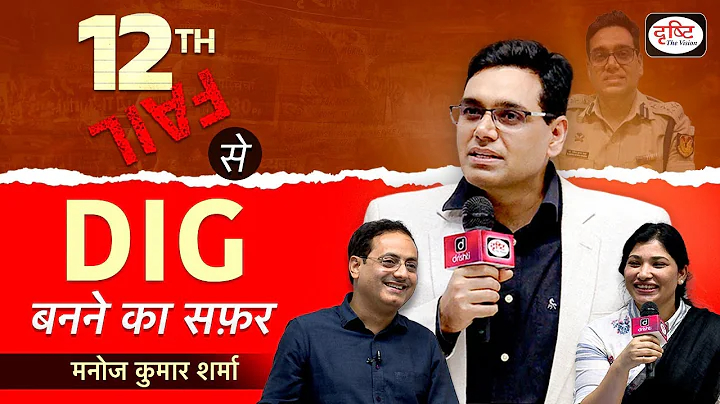 12TH
FAIL
से
DIG
बनने का सफ़र
मनोज कुमार शर्मा
दृष्टि
The Vision
drishti
दृष्टि